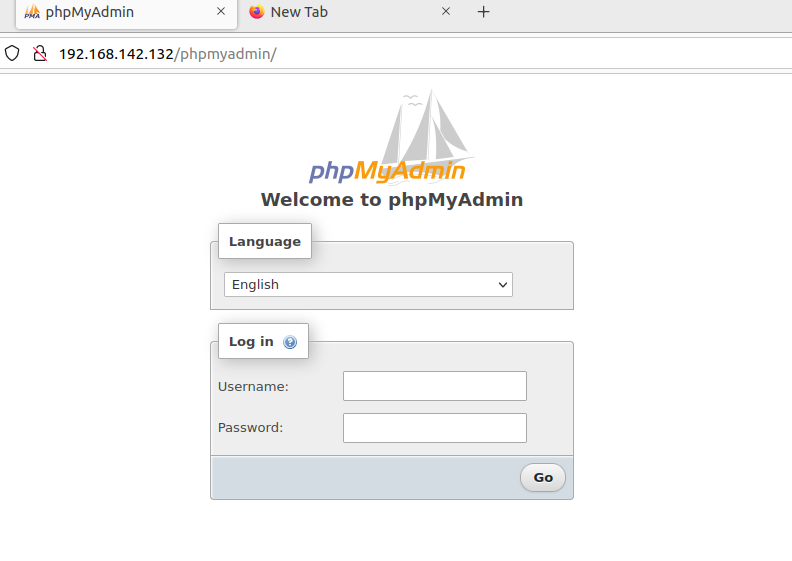 phpMyAdmin
New Tab
192.168.142.132/phpmyadmin/
phpMyAdmin
Welcome to phpMyAdmin
Language
English
Log in
Username:
Password:
Go